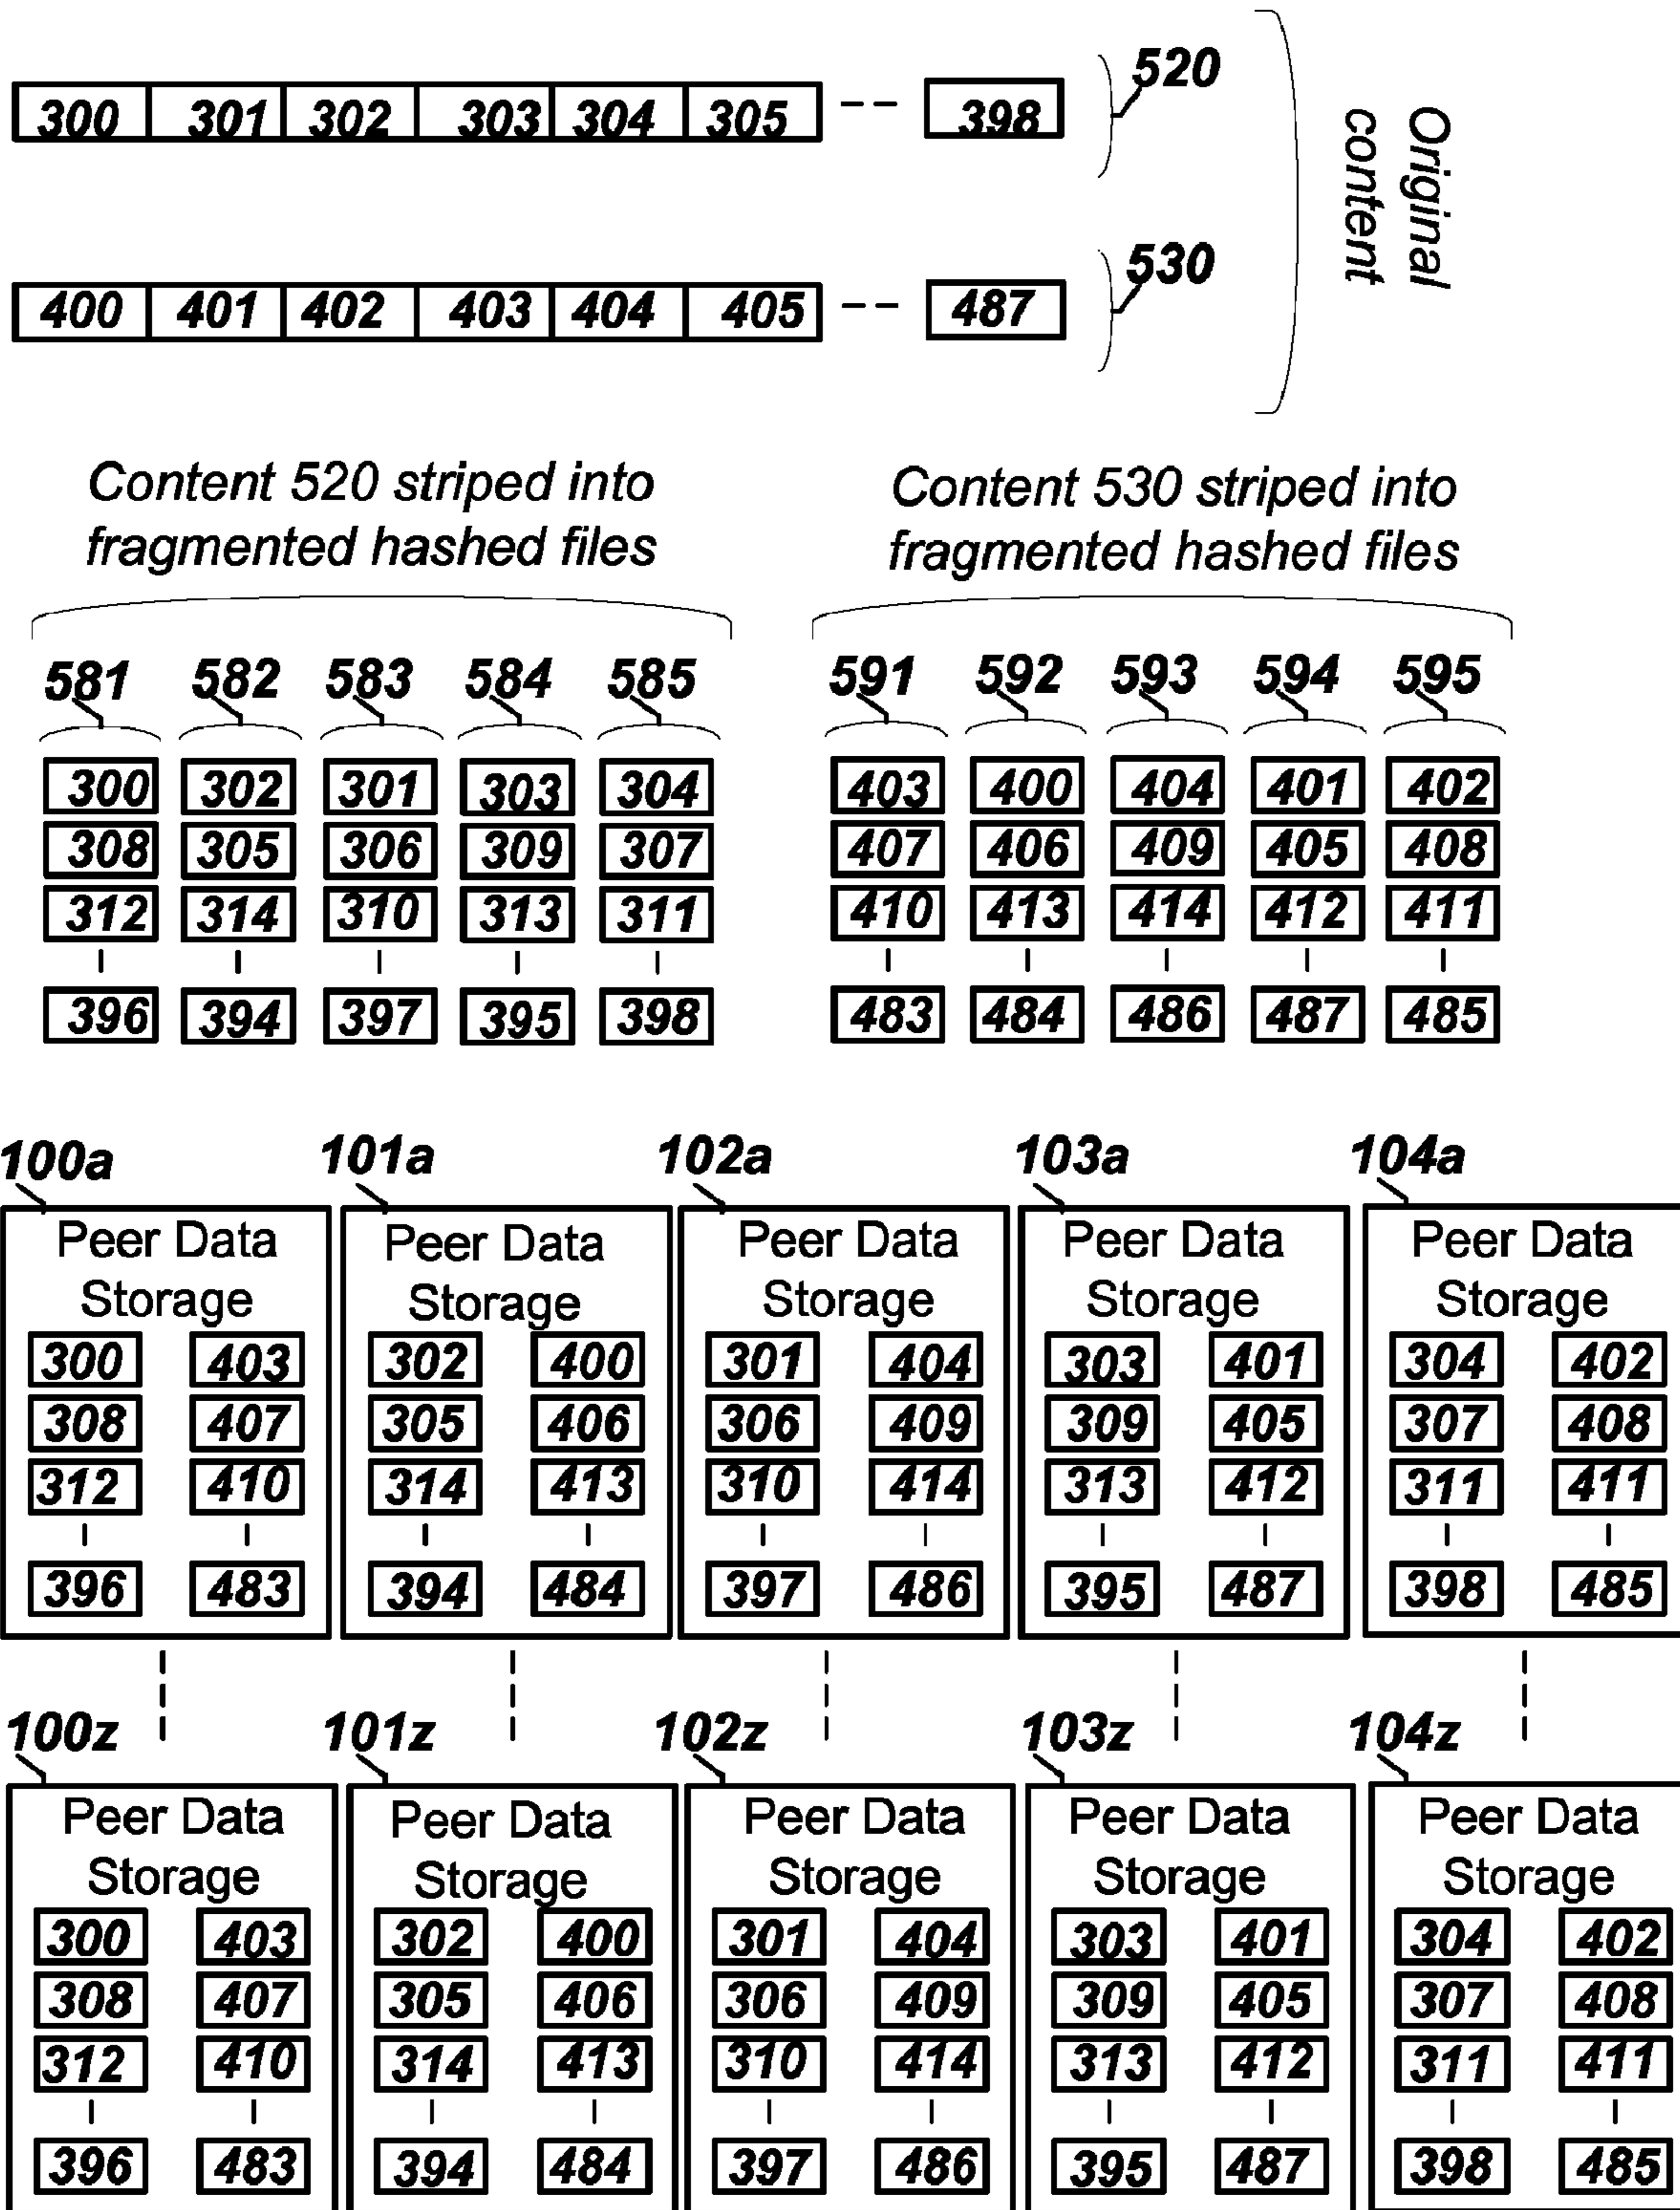 520
300 301 302 303 304 305 -- 398
530
400 401 402 403 404 405 -- 487
Original
content
Content 520 striped into
fragmented hashed files
581 582 583 584 585
300 302 301 303 304
308 305 306 309 307
312 314 310 313 311
396 394 397 395 398
Content 530 striped into
fragmented hashed files
591 592 593 594 595
403 400 404 401 402
407 406 409 405 408
410 413 414 412 411
483 484 486 487 485
100a
Peer Data
Storage
300 403
308 407
312 410
396 483
101a
Peer Data
Storage
302 400
305 406
314 413
394 484
102a
Peer Data
Storage
301 404
306 409
310 414
397 486
103a
Peer Data
Storage
303 401
309 405
313 412
395 487
104a
Peer Data
Storage
304 402
307 408
311 411
398 485
100z
Peer Data
Storage
300 403
308 407
312 410
396 483
101z
Peer Data
Storage
302 400
305 406
314 413
394 484
102z
Peer Data
Storage
301 404
306 409
310 414
397 486
103z
Peer Data
Storage
303 401
309 405
313 412
395 487
104z
Peer Data
Storage
304 402
307 408
311 411
398 485